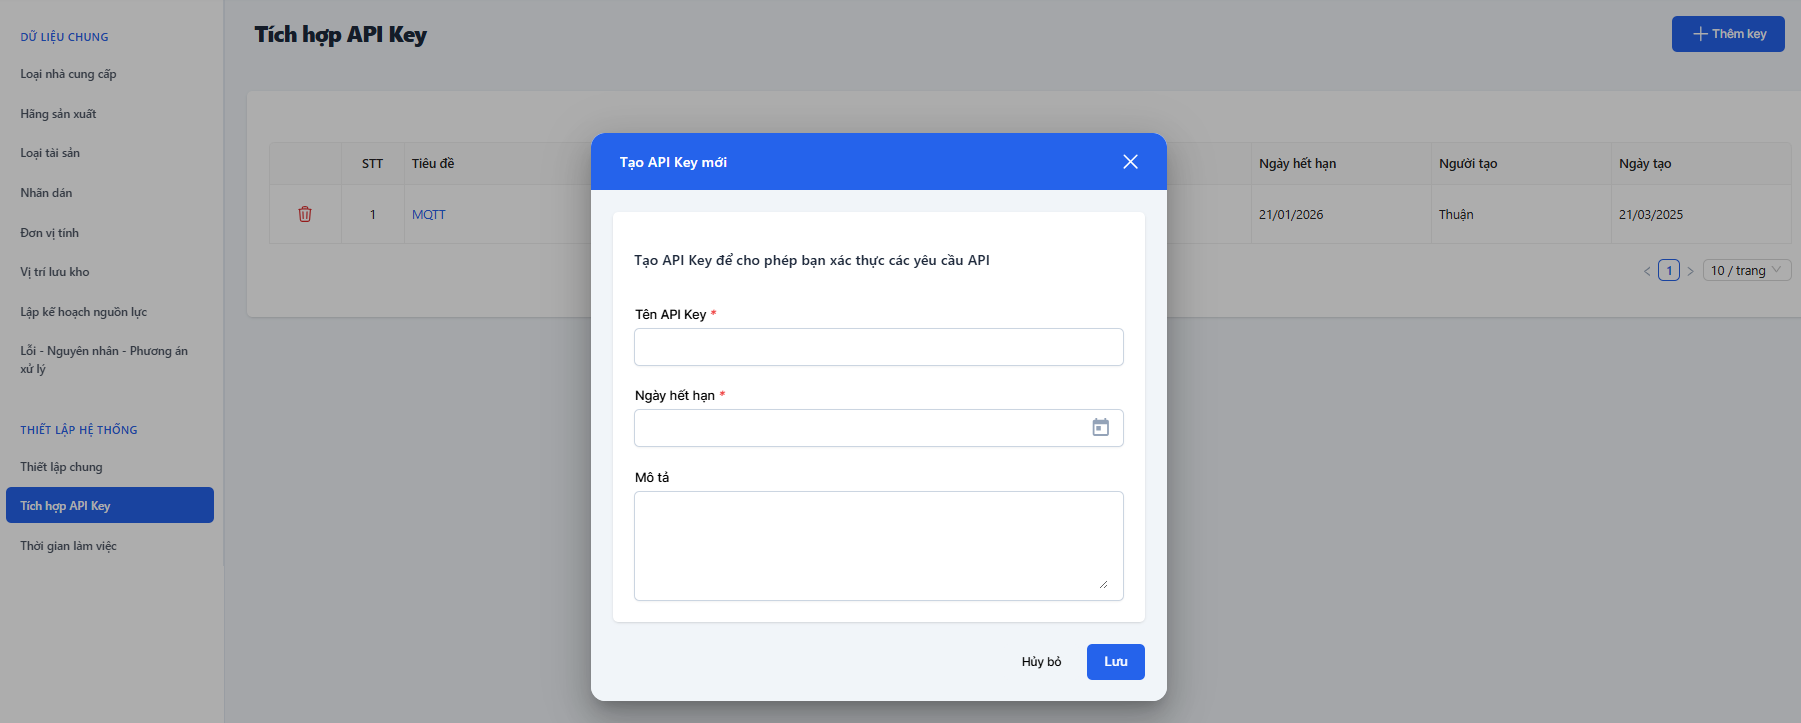 DỮ LIỆU CHUNG
Loại nhà cung cấp
Hãng sản xuất
Loại tài sản
Nhãn dán
Đơn vị tính
Vị trí lưu kho
Lập kế hoạch nguồn lực
Lỗi - Nguyên nhân - Phương án
xử lý
THIẾT LẬP HỆ THỐNG
Thiết lập chung
Tích hợp API Key
Thời gian làm việc
Tích hợp API Key
Thêm key
STT Tiêu đề Ngày hết hạn Người tạo Ngày tạo
1 MQTT 21/01/2026 Thuận 21/03/2025
< 1 > 10 / trang
Tạo API Key mới
Tạo API Key để cho phép bạn xác thực các yêu cầu API
Tên API Key *
Ngày hết hạn *
Mô tả
Hủy bỏ Lưu